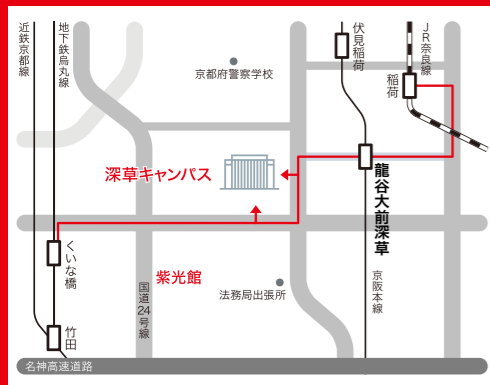 近鉄京都線
地下鉄烏丸線
京都府警察学校
伏見稲荷
JR奈良線
稲荷
深草キャンパス
龍谷大前深草
くいな橋
紫光館
国道24号線
法務局出張所
京阪本線
竹田
名神高速道路